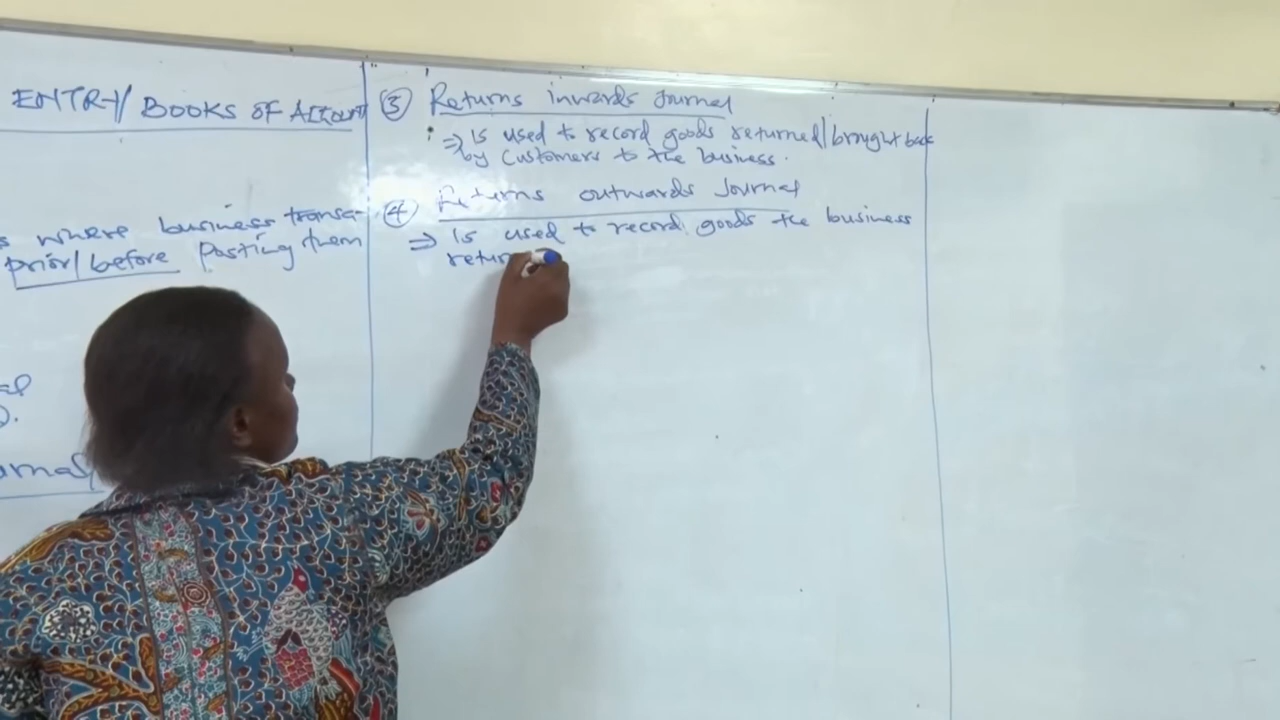 ENTRY/ BOOKS OF ACCOUNT
s where business transa-
prior/before posting them
③ Returns inwards Journal
⇒ is used to record goods returned/brought back
by customers to the business.
④ Returns outwards Journal
⇒ is used to record goods the business
retur